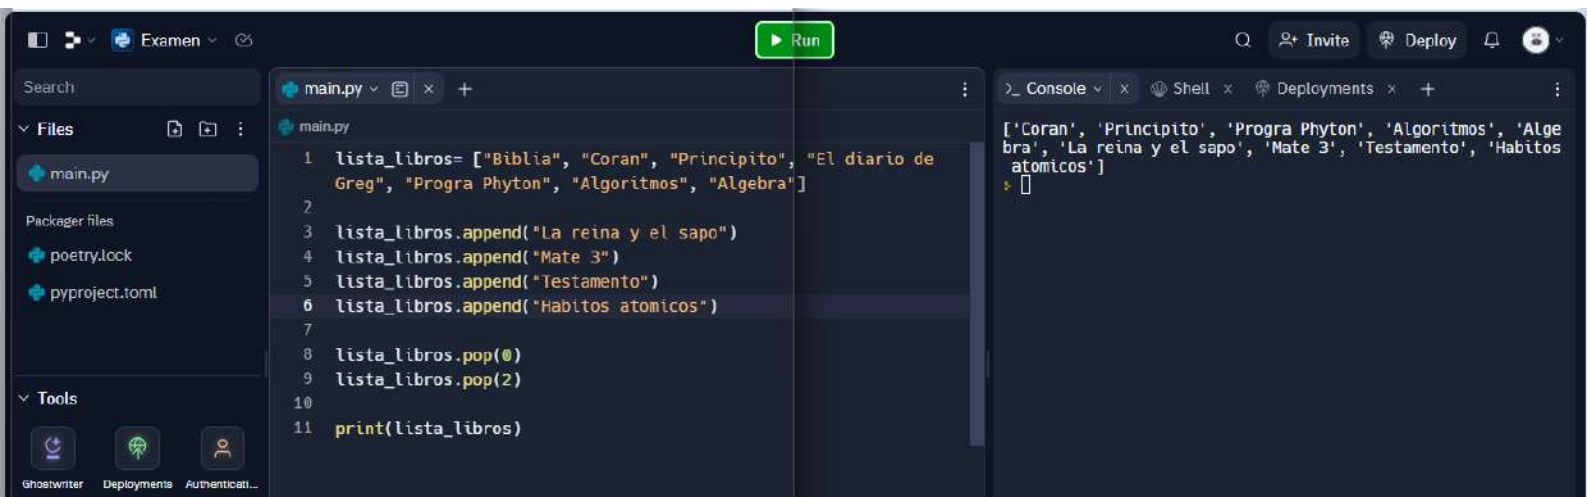 Examen
Run
Invite
Deploy
Search
Files
main.py
Packager files
poetry.lock
pyproject.toml
Tools
Ghostwriter
Deployments
Authenticati...
main.py
main.py
1 lista_libros= ["Biblia", "Coran", "Principito", "El diario de
Greg", "Progra Phyton", "Algoritmos", "Algebra"]
2
3 lista_libros.append("La reina y el sapo")
4 lista_libros.append("Mate 3")
5 lista_libros.append("Testamento")
6 lista_libros.append("Habitos atomicos")
7
8 lista_libros.pop(0)
9 lista_libros.pop(2)
10
11 print(lista_libros)
Console
Shell
Deployments
['Coran', 'Principito', 'Progra Phyton', 'Algoritmos', 'Alge
bra', 'La reina y el sapo', 'Mate 3', 'Testamento', 'Habitos
atomicos']